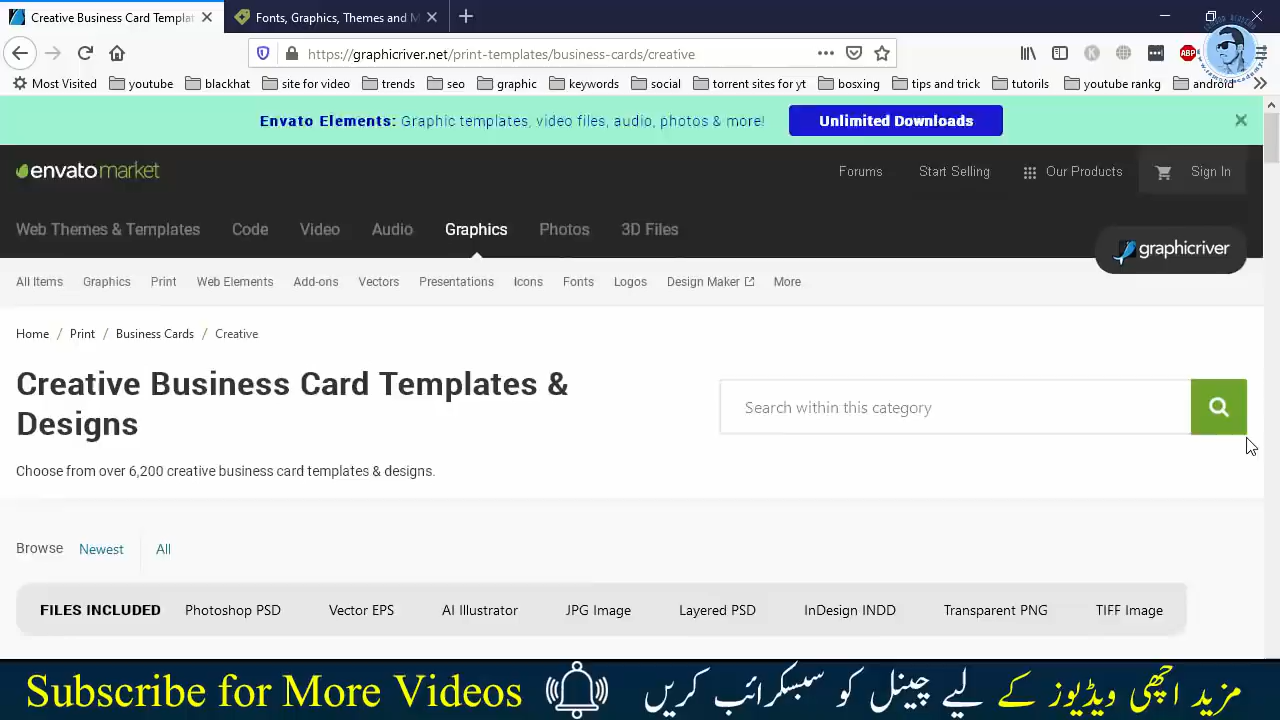 Creative Business Card Templat
Fonts, Graphics, Themes and M
https://graphicriver.net/print-templates/business-cards/creative
Most Visited youtube blackhat site for video trends seo graphic keywords social torrent sites for yt bosxing tips and trick tutorils youtube rankg android
Envato Elements: Graphic templates, video files, audio, photos & more! Unlimited Downloads
envatomarket Forums Start Selling Our Products Sign In
Web Themes & Templates Code Video Audio Graphics Photos 3D Files
graphicriver
All Items Graphics Print Web Elements Add-ons Vectors Presentations Icons Fonts Logos Design Maker More
Home / Print / Business Cards / Creative
Creative Business Card Templates &
Designs
Search within this category
Choose from over 6,200 creative business card templates & designs.
Browse Newest All
FILES INCLUDED Photoshop PSD Vector EPS AI Illustrator JPG Image Layered PSD InDesign INDD Transparent PNG TIFF Image
Subscribe for More Videos
مزید اچھی ویڈیوز کے لیے چینل کو سبسکرائب کریں